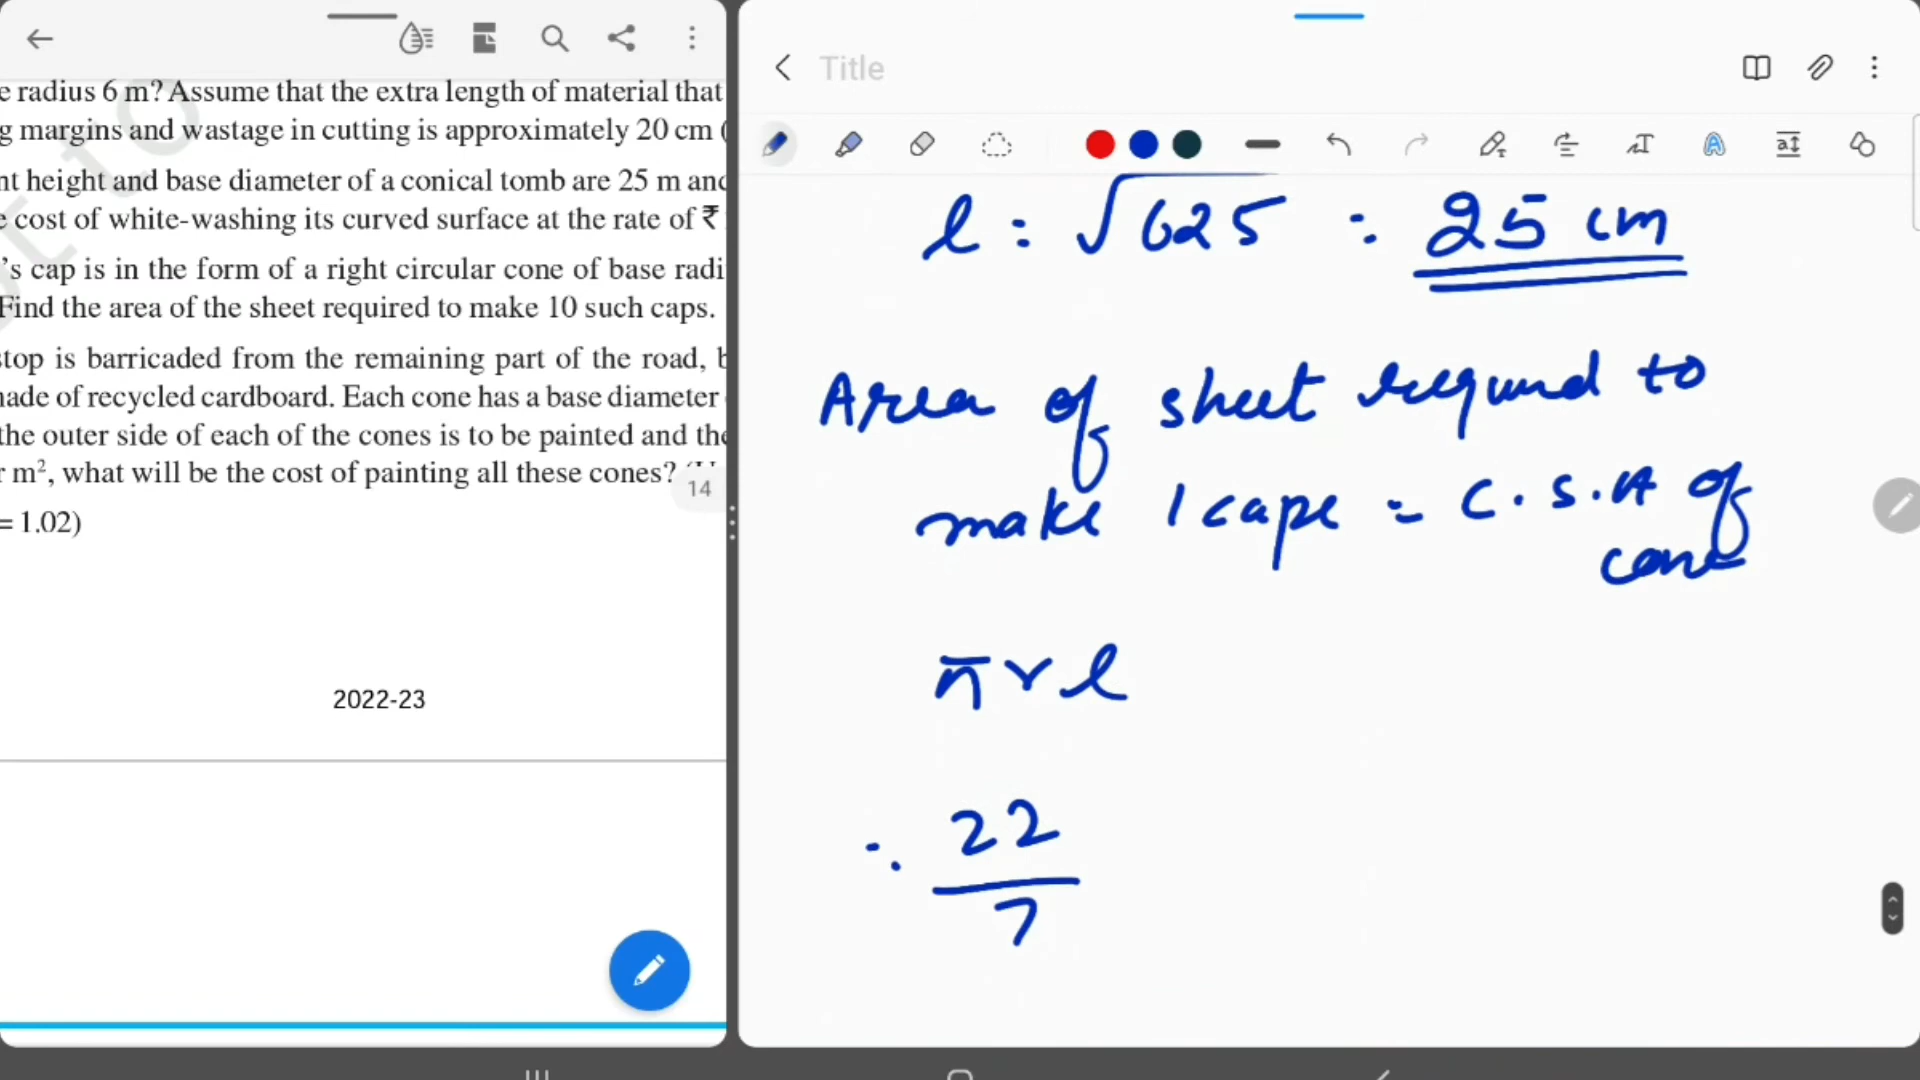 e radius 6 m? Assume that the extra length of material that
g margins and wastage in cutting is approximately 20 cm (
nt height and base diameter of a conical tomb are 25 m and
e cost of white-washing its curved surface at the rate of ₹
's cap is in the form of a right circular cone of base radi
Find the area of the sheet required to make 10 such caps.
stop is barricaded from the remaining part of the road, b
made of recycled cardboard. Each cone has a base diameter
the outer side of each of the cones is to be painted and the
r m², what will be the cost of painting all these cones?
14
= 1.02)
2022-23
Title
l = √625 = 25 cm
Area of sheet required to
make 1 cape = C.S.A of
cone
π r l
= 22
7